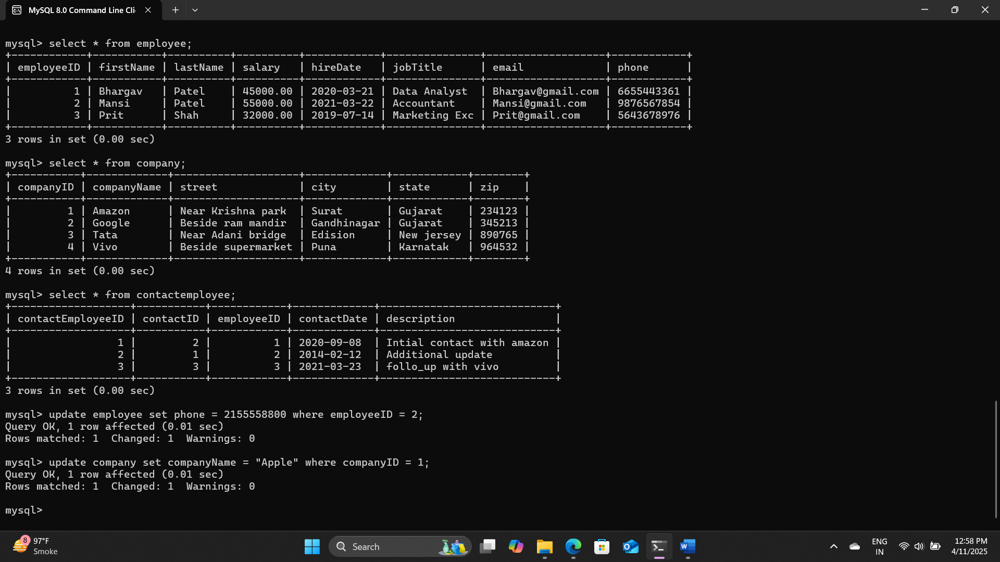 MySQL 8.0 Command Line Cli
mysql> select * from employee;
+------------+-----------+----------+----------+------------+---------------+-------------------+------------+
| employeeID | firstName | lastName | salary   | hireDate   | jobTitle      | email             | phone      |
+------------+-----------+----------+----------+------------+---------------+-------------------+------------+
|          1 | Bhargav   | Patel    | 45000.00 | 2020-03-21 | Data Analyst  | Bhargav@gmail.com | 6655443361 |
|          2 | Mansi     | Patel    | 55000.00 | 2021-03-22 | Accountant    | Mansi@gmail.com   | 9876567854 |
|          3 | Prit      | Shah     | 32000.00 | 2019-07-14 | Marketing Exc | Prit@gmail.com    | 5643678976 |
+------------+-----------+----------+----------+------------+---------------+-------------------+------------+
3 rows in set (0.00 sec)
mysql> select * from company;
+-----------+-------------+--------------------+-------------+------------+--------+
| companyID | companyName | street             | city        | state      | zip    |
+-----------+-------------+--------------------+-------------+------------+--------+
|         1 | Amazon      | Near Krishna park  | Surat       | Gujarat    | 234123 |
|         2 | Google      | Beside ram mandir  | Gandhinagar | Gujarat    | 345213 |
|         3 | Tata        | Near Adani bridge  | Edision     | New jersey | 890765 |
|         4 | Vivo        | Beside supermarket | Puna        | Karnatak   | 964532 |
+-----------+-------------+--------------------+-------------+------------+--------+
4 rows in set (0.00 sec)
mysql> select * from contactemployee;
+-------------------+-----------+------------+-------------+----------------------------+
| contactEmployeeID | contactID | employeeID | contactDate | description                |
+-------------------+-----------+------------+-------------+----------------------------+
|                 1 |         2 |          1 | 2020-09-08  | Intial contact with amazon |
|                 2 |         1 |          2 | 2014-02-12  | Additional update          |
|                 3 |         3 |          3 | 2021-03-23  | follo_up with vivo         |
+-------------------+-----------+------------+-------------+----------------------------+
3 rows in set (0.00 sec)
mysql> update employee set phone = 2155558800 where employeeID = 2;
Query OK, 1 row affected (0.01 sec)
Rows matched: 1  Changed: 1  Warnings: 0
mysql> update company set companyName = "Apple" where companyID = 1;
Query OK, 1 row affected (0.01 sec)
Rows matched: 1  Changed: 1  Warnings: 0
mysql>
8
97°F
Smoke
Search
ENG
IN
12:58 PM
4/11/2025